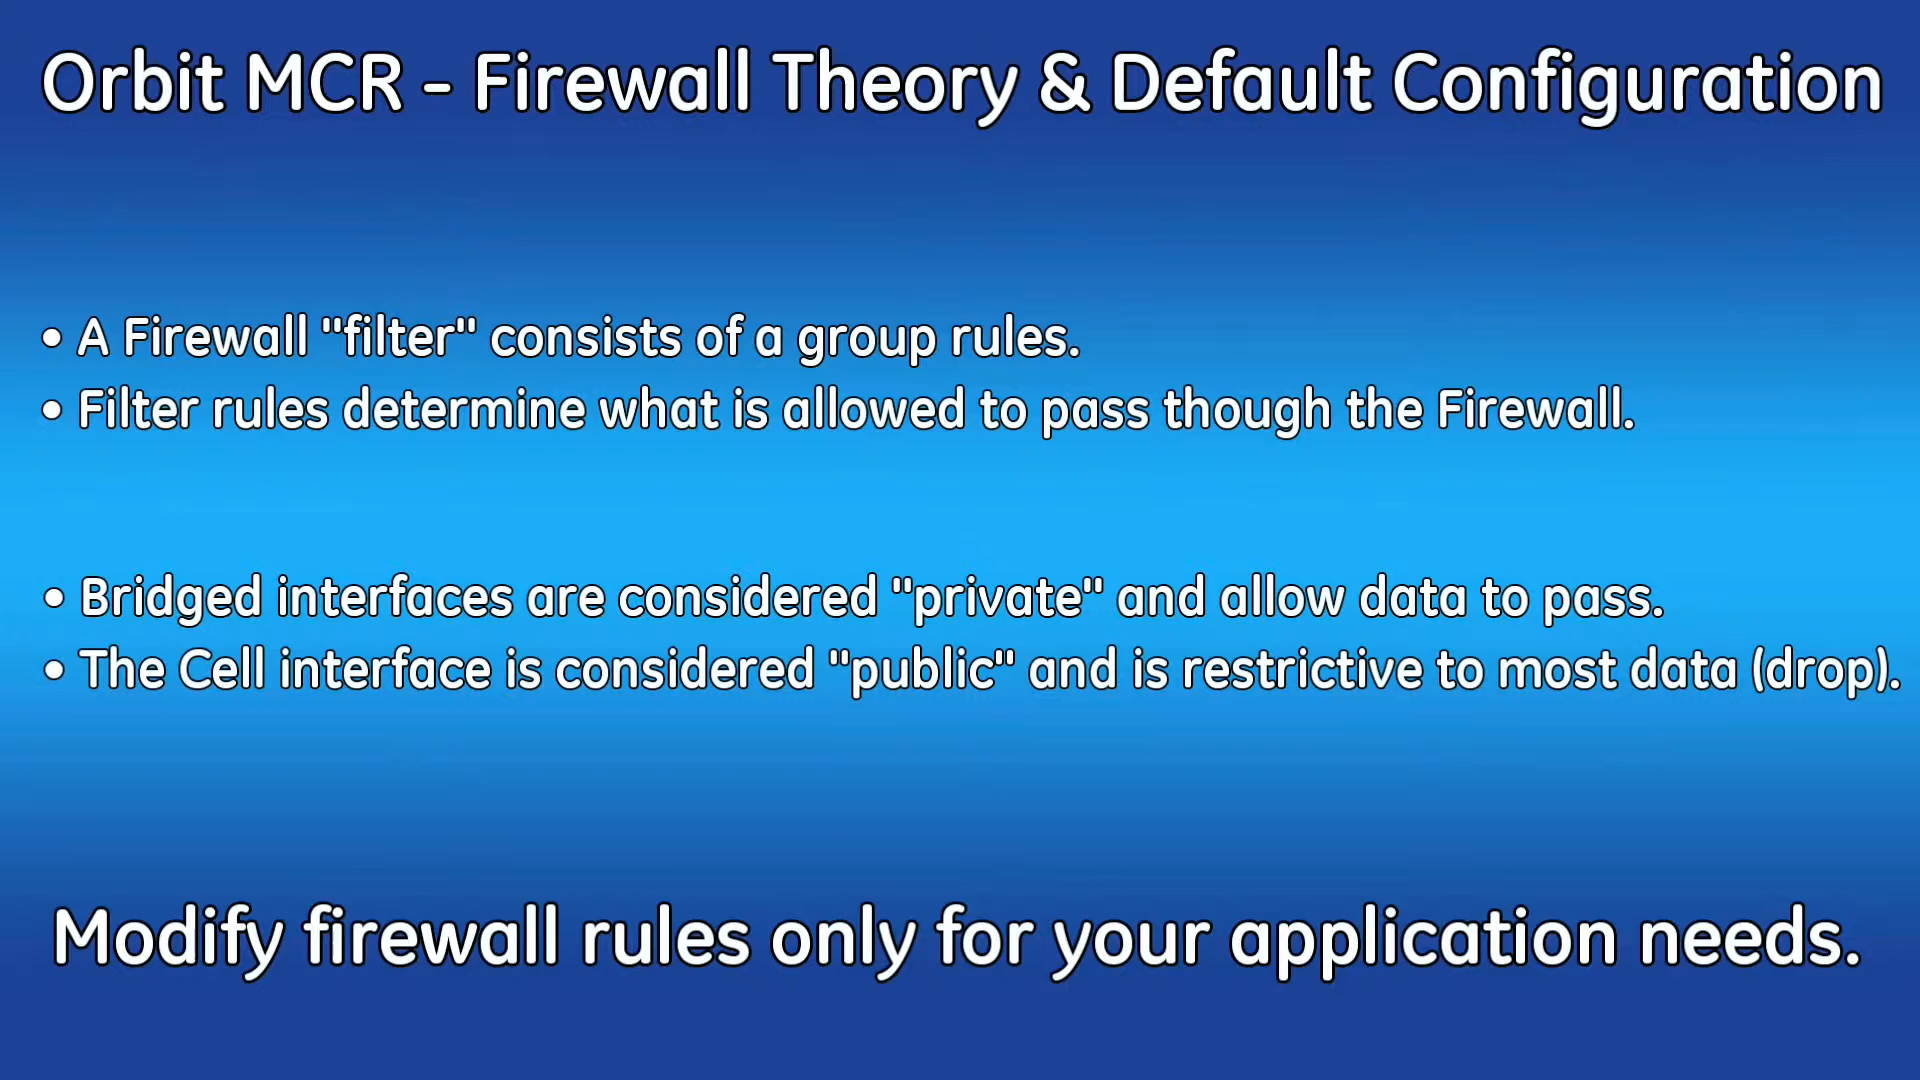 Orbit MCR - Firewall Theory & Default Configuration
• A Firewall "filter" consists of a group rules.
• Filter rules determine what is allowed to pass though the Firewall.
• Bridged interfaces are considered "private" and allow data to pass.
• The Cell interface is considered "public" and is restrictive to most data (drop).
Modify firewall rules only for your application needs.